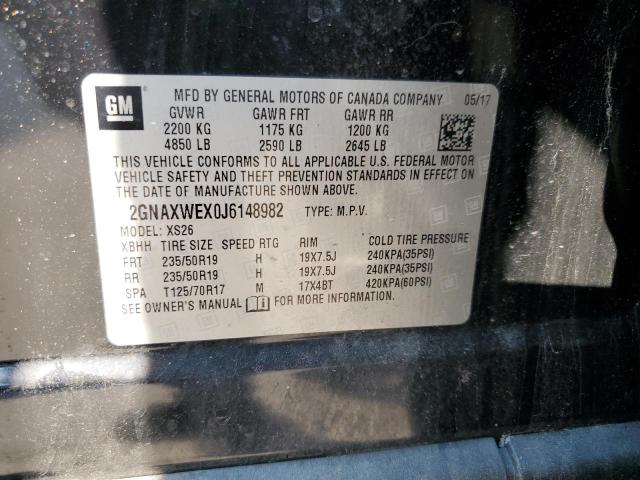 GM
MFD BY GENERAL MOTORS OF CANADA COMPANY 05/17
GVWR GAWR FRT GAWR RR
2200 KG 1175 KG 1200 KG
4850 LB 2590 LB 2645 LB
THIS VEHICLE CONFORMS TO ALL APPLICABLE U.S. FEDERAL MOTOR
VEHICLE SAFETY AND THEFT PREVENTION STANDARDS IN EFFECT ON
THE DATE OF MANUFACTURE SHOWN ABOVE.
2GNAXWEX0J6148982 TYPE: M.P.V.
MODEL: XS26
XBHH TIRE SIZE SPEED RTG RIM COLD TIRE PRESSURE
FRT 235/50R19 H 19X7.5J 240KPA(35PSI)
RR 235/50R19 H 19X7.5J 240KPA(35PSI)
SPA T125/70R17 M 17X4BT 420KPA(60PSI)
SEE OWNER'S MANUAL FOR MORE INFORMATION.